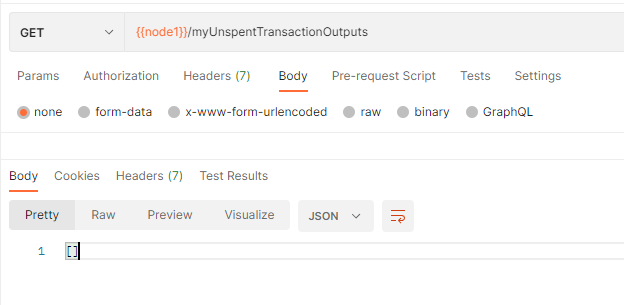 GET {{node1}}/myUnspentTransactionOutputs
Params Authorization Headers (7) Body Pre-request Script Tests Settings
none form-data x-www-form-urlencoded raw binary GraphQL
Body Cookies Headers (7) Test Results
Pretty Raw Preview Visualize JSON
1 []